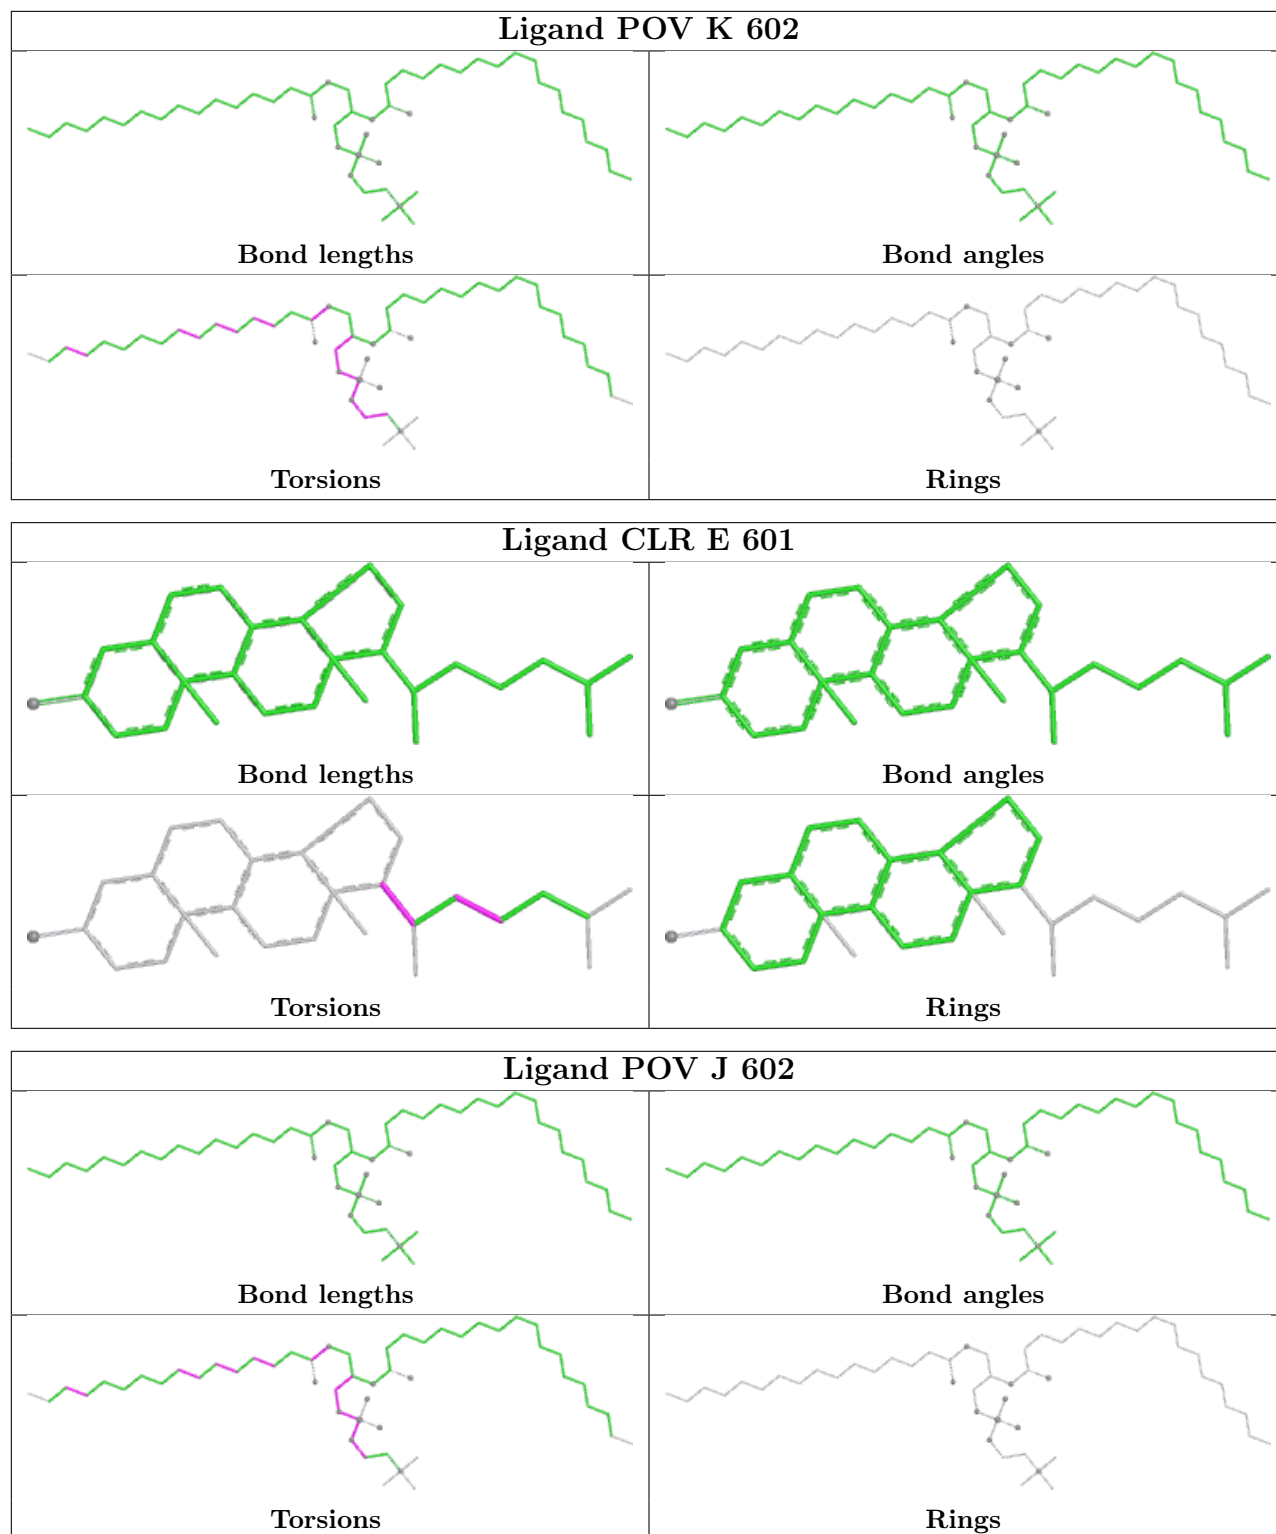 Ligand POV K 602
Bond lengths
Bond angles
Torsions
Rings
Ligand CLR E 601
Bond lengths
Bond angles
Torsions
Rings
Ligand POV J 602
Bond lengths
Bond angles
Torsions
Rings